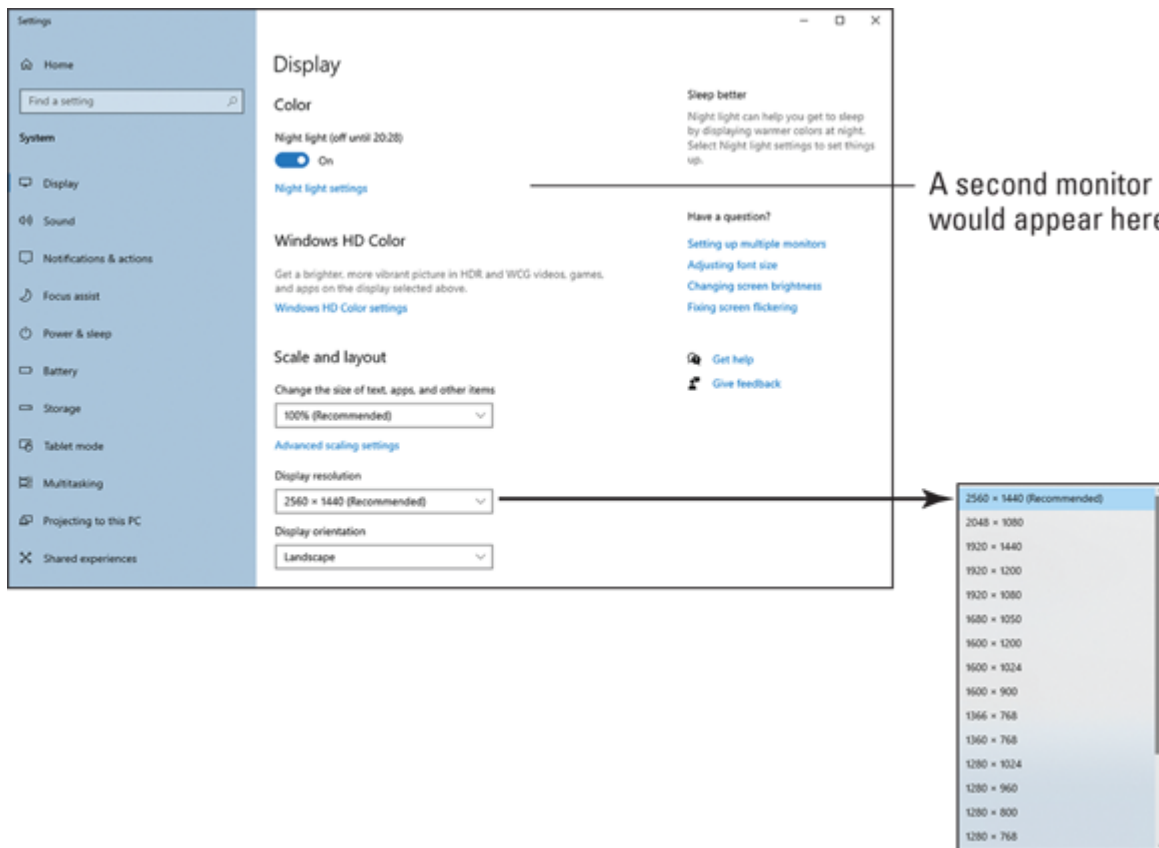 Settings
Home
Find a setting
System
Display
Sound
Notifications & actions
Focus assist
Power & sleep
Battery
Storage
Tablet mode
Multitasking
Projecting to this PC
Shared experiences
Display
Color
Night light (off until 20:28)
On
Night light settings
Windows HD Color
Get a brighter, more vibrant picture in HDR and WCG videos, games,
and apps on the display selected above.
Windows HD Color settings
Scale and layout
Change the size of text, apps, and other items
100% (Recommended)
Advanced scaling settings
Display resolution
2560 × 1440 (Recommended)
Display orientation
Landscape
Sleep better
Night light can help you get to sleep
by displaying warmer colors at night.
Select Night light settings to set things
up.
Have a question?
Setting up multiple monitors
Adjusting font size
Changing screen brightness
Fixing screen flickering
Get help
Give feedback
A second monitor
would appear here
2560 × 1440 (Recommended)
2048 × 1080
1920 × 1440
1920 × 1200
1920 × 1080
1680 × 1050
1600 × 1200
1600 × 1024
1600 × 900
1366 × 768
1360 × 768
1280 × 1024
1280 × 960
1280 × 800
1280 × 768